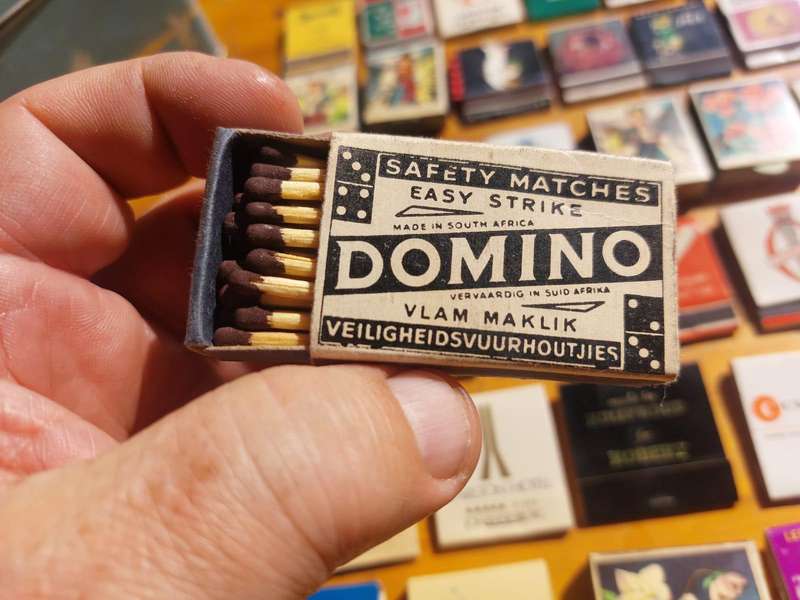 SAFETY MATCHES
EASY STRIKE
MADE IN SOUTH AFRICA
DOMINO
VERVAARDIG IN SUID AFRIKA
VLAM MAKLIK
VEILIGHEIDSVUURHOUTJIES